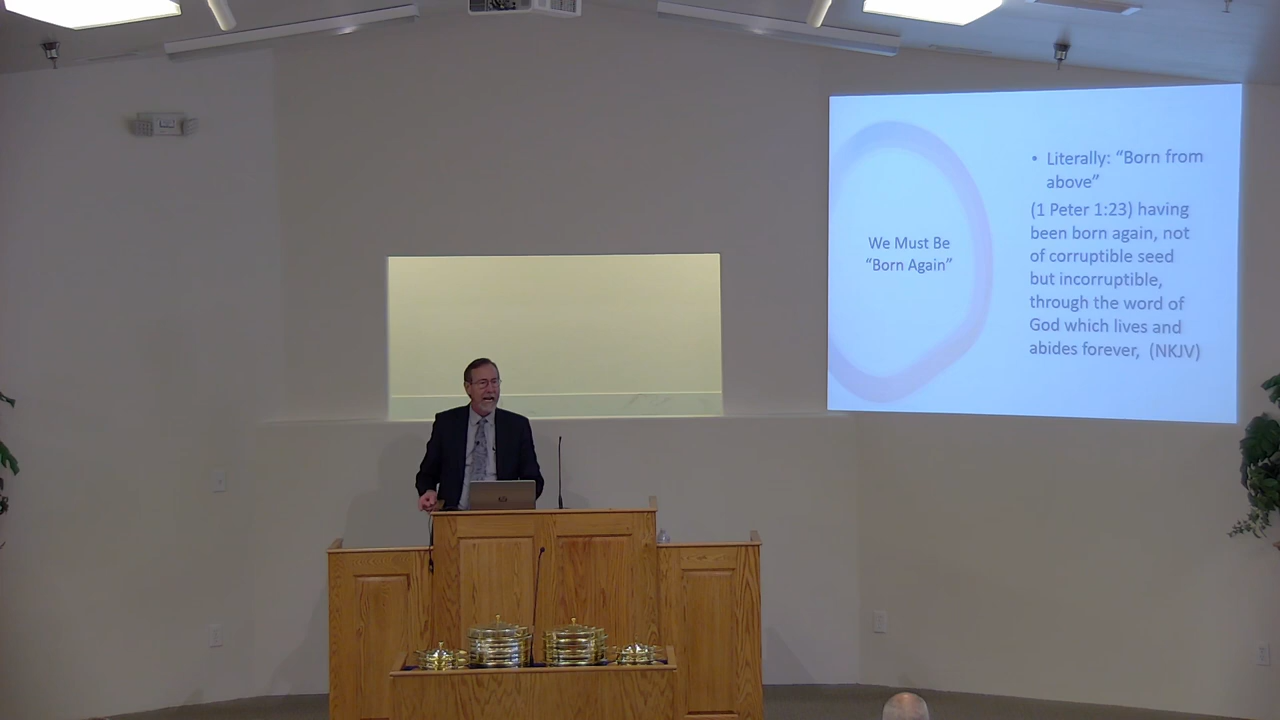 We Must Be
“Born Again”
• Literally: “Born from
above”
(1 Peter 1:23) having
been born again, not
of corruptible seed
but incorruptible,
through the word of
God which lives and
abides forever, (NKJV)